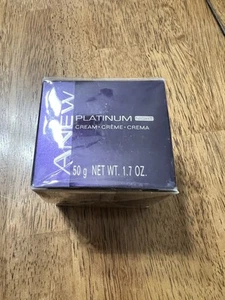 ANEW
PLATINUM
CREAM • CRÈME • CREMA
50 g NET WT. 1.7 OZ.